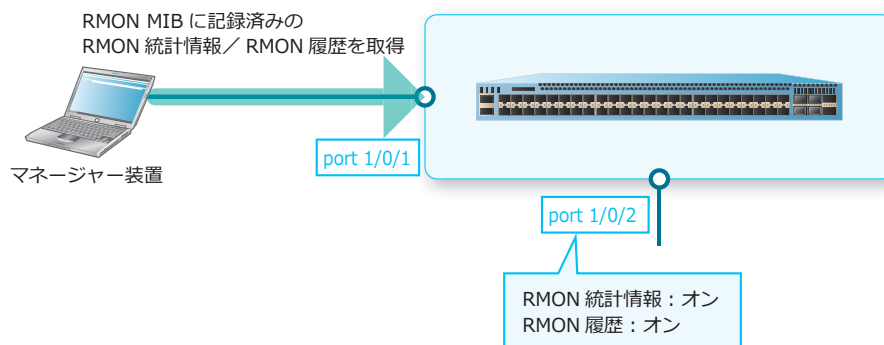 RMON MIB に記録済みの
RMON 統計情報／ RMON 履歴を取得
マネージャー装置
port 1/0/1
port 1/0/2
RMON 統計情報：オン
RMON 履歴：オン